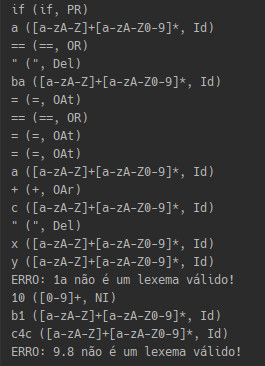 if (if, PR)
a ([a-zA-Z]+[a-zA-Z0-9]*, Id)
== (==, OR)
" (", Del)
ba ([a-zA-Z]+[a-zA-Z0-9]*, Id)
= (=, OAt)
== (==, OR)
= (=, OAt)
= (=, OAt)
a ([a-zA-Z]+[a-zA-Z0-9]*, Id)
+ (+, OAr)
c ([a-zA-Z]+[a-zA-Z0-9]*, Id)
" (", Del)
x ([a-zA-Z]+[a-zA-Z0-9]*, Id)
y ([a-zA-Z]+[a-zA-Z0-9]*, Id)
ERRO: 1a não é um lexema válido!
10 ([0-9]+, NI)
b1 ([a-zA-Z]+[a-zA-Z0-9]*, Id)
c4c ([a-zA-Z]+[a-zA-Z0-9]*, Id)
ERRO: 9.8 não é um lexema válido!